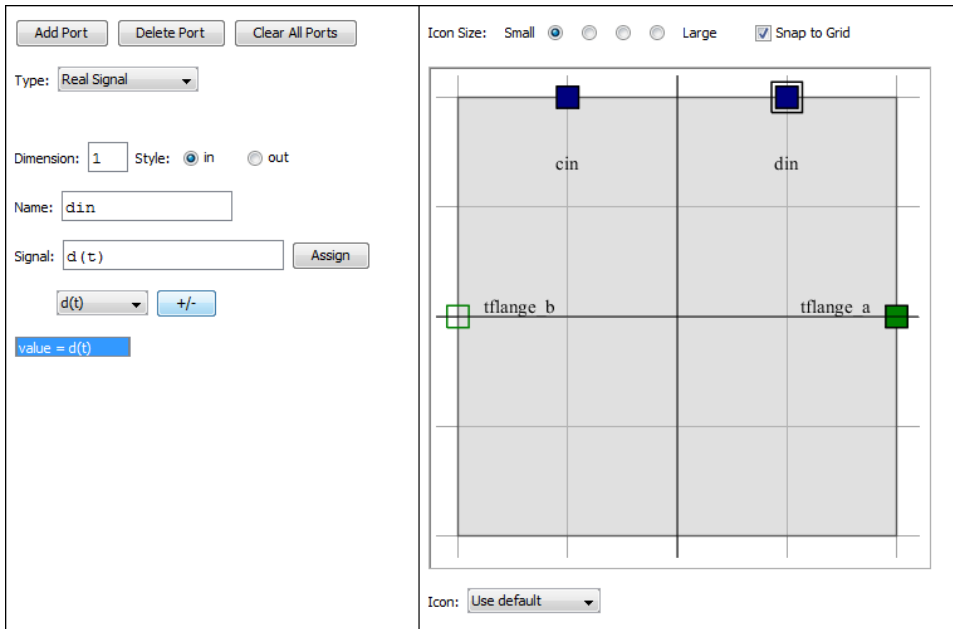 Add Port Delete Port Clear All Ports
Type: Real Signal
Dimension: 1 Style: in out
Name: din
Signal: d(t) Assign
d(t) +/-
value = d(t)
Icon Size: Small Large Snap to Grid
cin din
tflange_b tflange_a
Icon: Use default